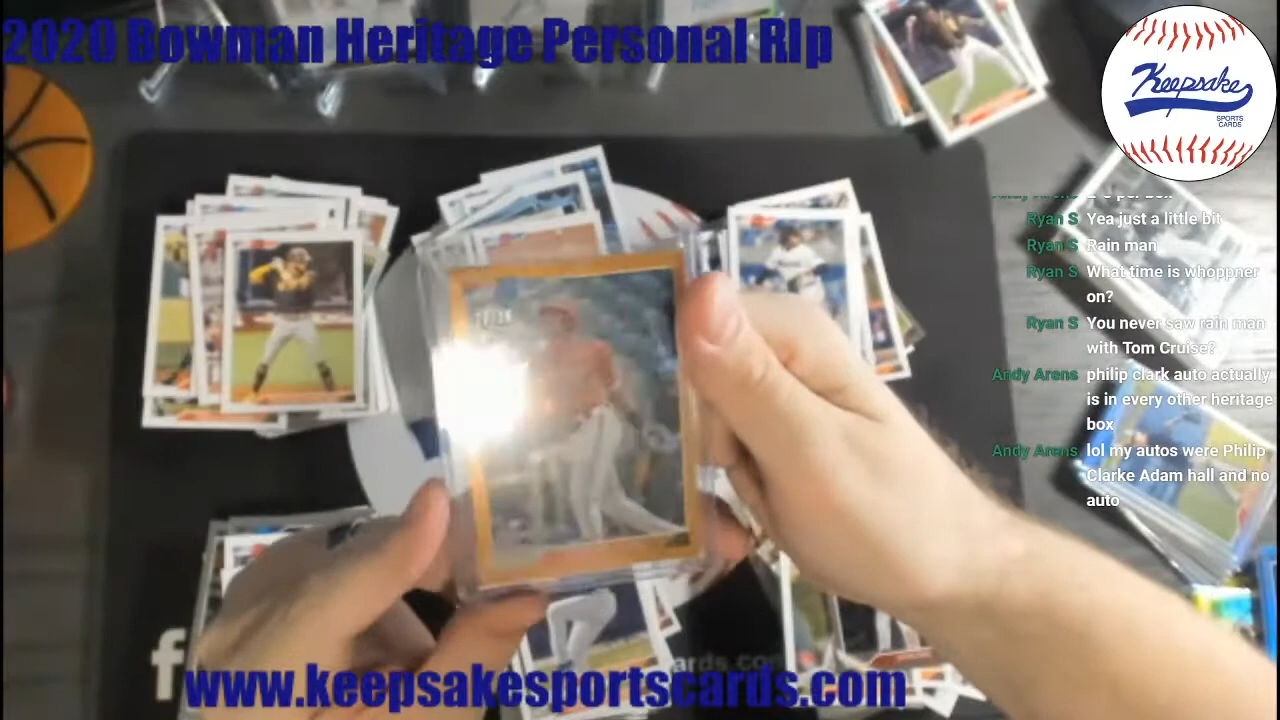 2020 Bowman Heritage Personal Rip
Keepsake
SPORTS
CARDS
Ryan S Yea just a little bit
Ryan S Rain man
Ryan S What time is whoppner
on?
Ryan S You never saw rain man
with Tom Cruise?
Andy Arens philip clark auto actually
is in every other heritage
box
Andy Arens lol my autos were Philip
Clarke Adam hall and no
auto
f
ards.com
www.keepsakesportscards.com